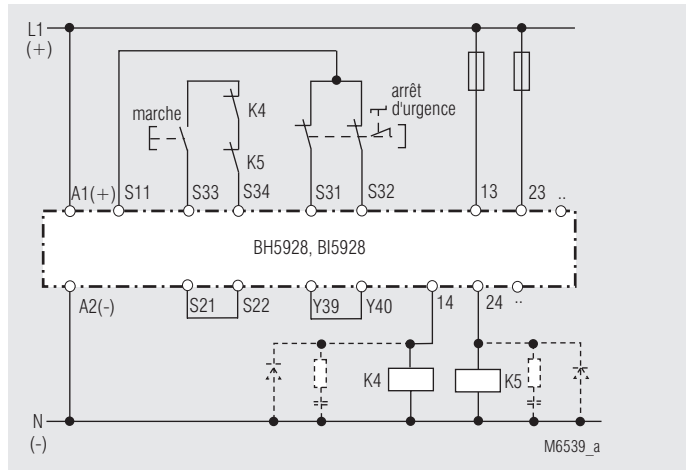 L1
(+)
marche
K4
K5
arrêt
d'urgence
A1(+) S11 S33 S34 S31 S32 13 23 ..
BH5928, BI5928
A2(-) S21 S22 Y39 Y40 14 24 ..
K4 K5
N
(-)
M6539_a